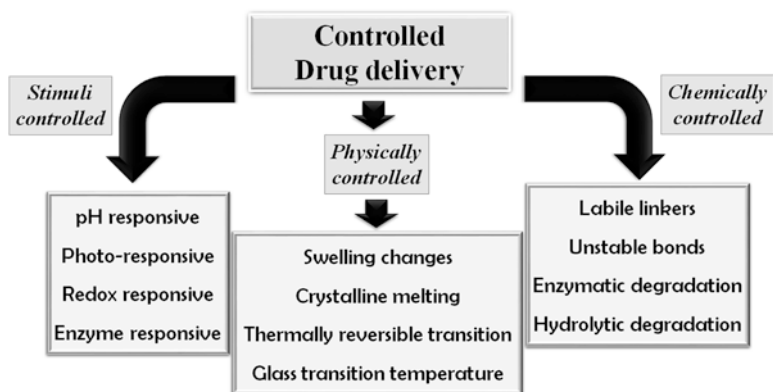 Controlled
Drug delivery
Stimuli
controlled
Physically
controlled
Chemically
controlled
pH responsive
Photo-responsive
Redox responsive
Enzyme responsive
Swelling changes
Crystalline melting
Thermally reversible transition
Glass transition temperature
Labile linkers
Unstable bonds
Enzymatic degradation
Hydrolytic degradation